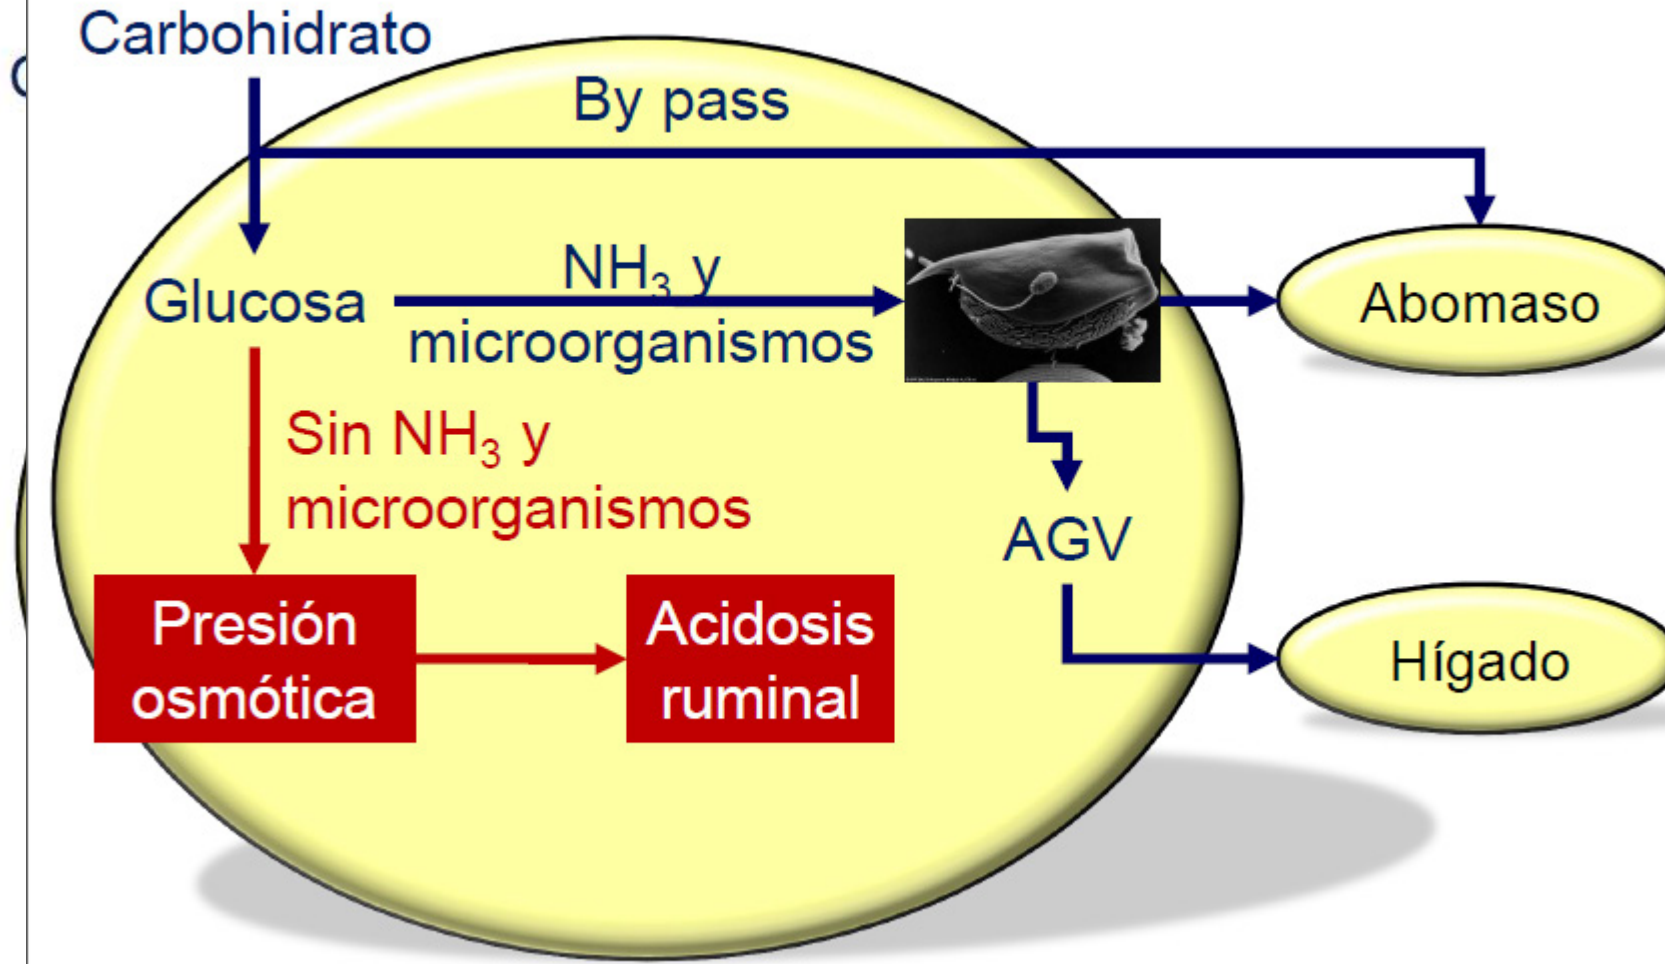 Carbohidrato
By pass
Glucosa
NH₃ y
microorganismos
Abomaso
Sin NH₃ y
microorganismos
AGV
Presión
osmótica
Acidosis
ruminal
Hígado